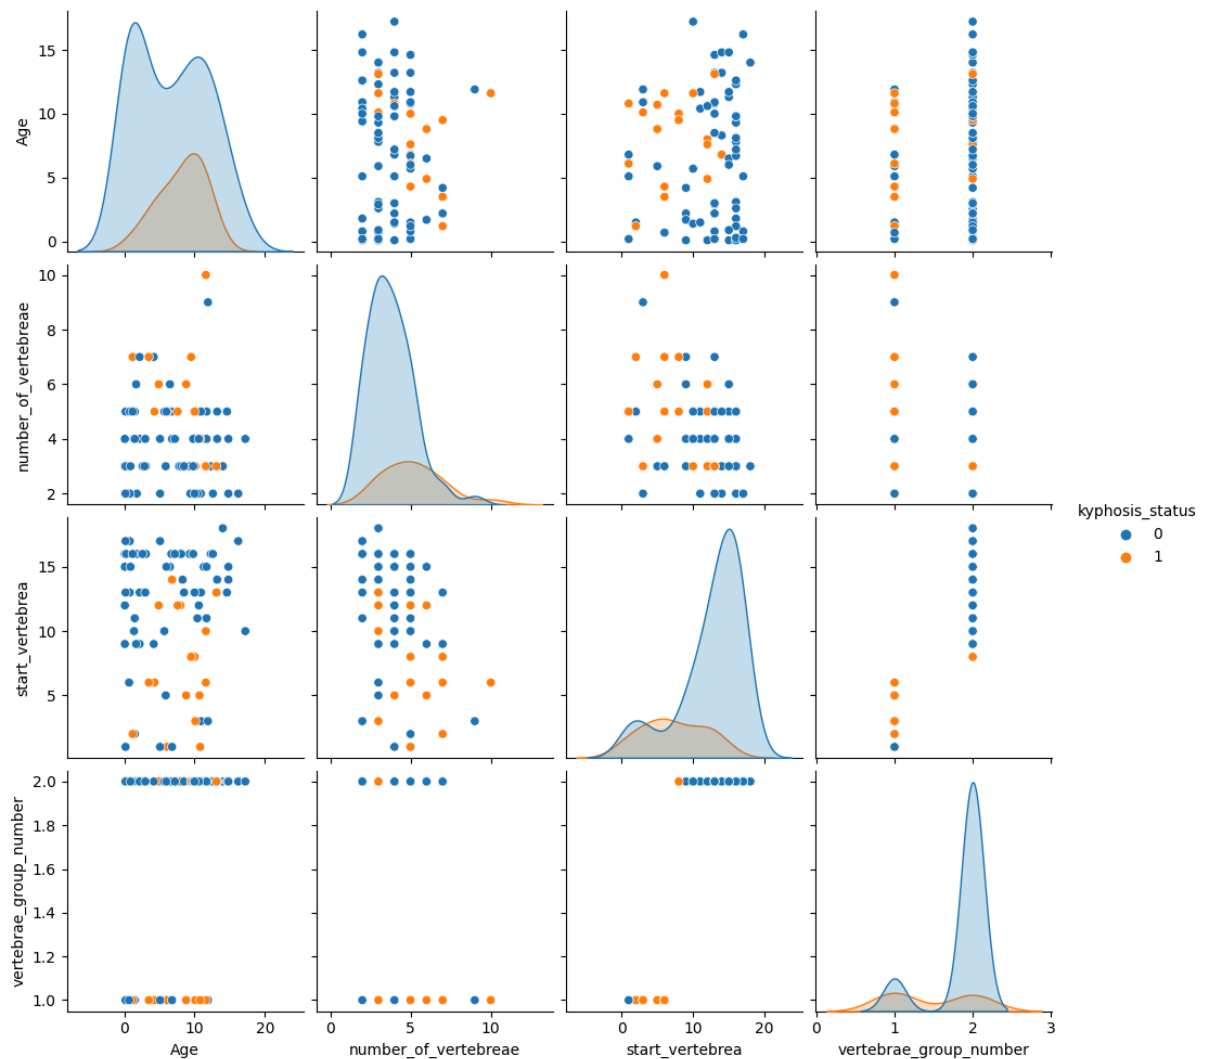 Age
15
10
5
0
number_of_vertebreae
10
8
6
4
2
kyphosis_status
0
1
start_vertebrea
15
10
5
vertebrae_group_number
2.0
1.8
1.6
1.4
1.2
1.0
0 10 20
0 5 10
0 10 20
0 1 2 3
Age
number_of_vertebreae
start_vertebrea
vertebrae_group_number